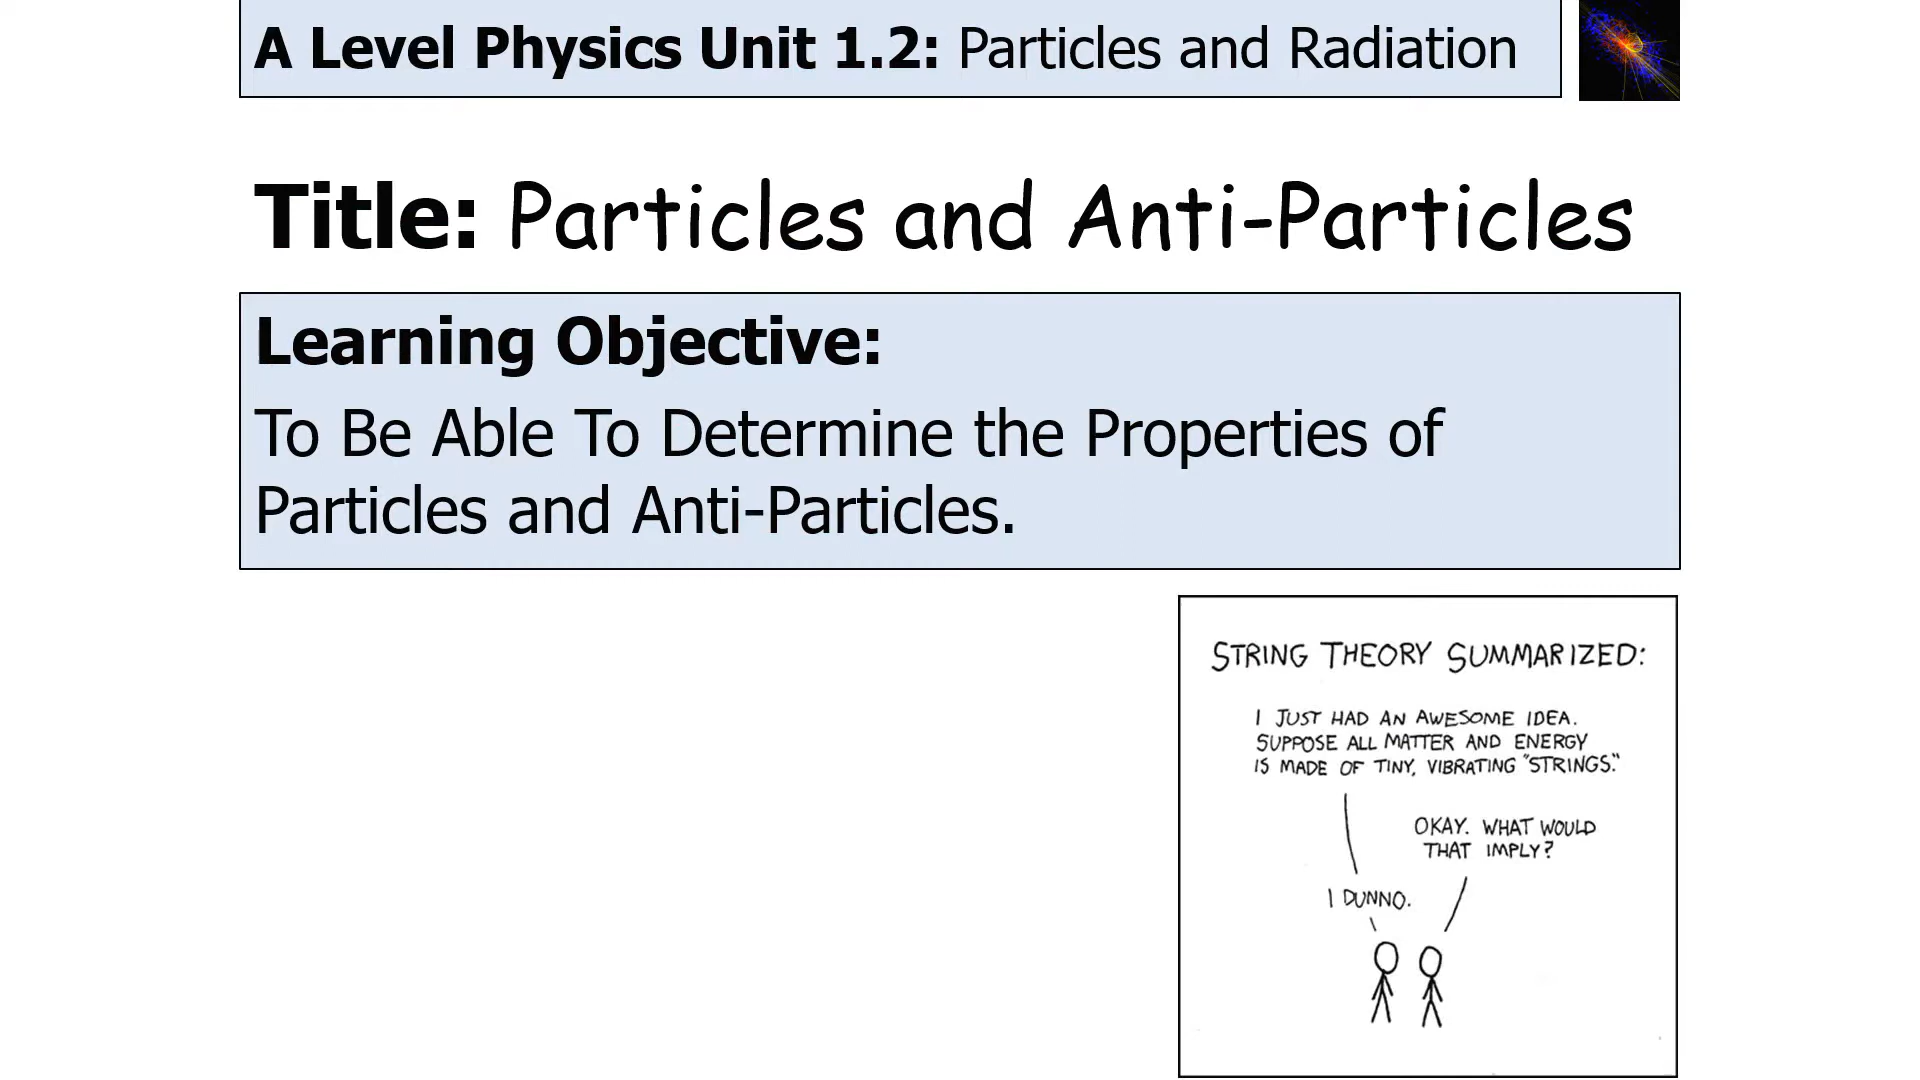 A Level Physics Unit 1.2: Particles and Radiation
Title: Particles and Anti-Particles
Learning Objective:
To Be Able To Determine the Properties of
Particles and Anti-Particles.
STRING THEORY SUMMARIZED:
I JUST HAD AN AWESOME IDEA.
SUPPOSE ALL MATTER AND ENERGY
IS MADE OF TINY, VIBRATING "STRINGS."
OKAY. WHAT WOULD
THAT IMPLY?
I DUNNO.